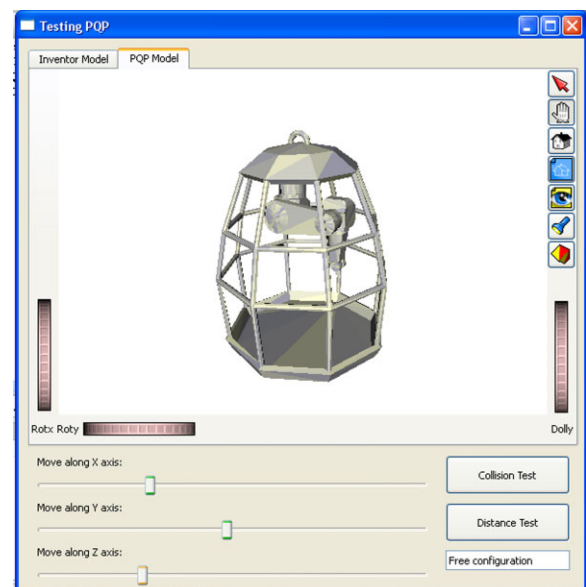 Testing PQP
Inventor Model PQP Model
Rotx Roty Dolly
Move along X axis:
Collision Test
Move along Y axis:
Distance Test
Move along Z axis:
Free configuration